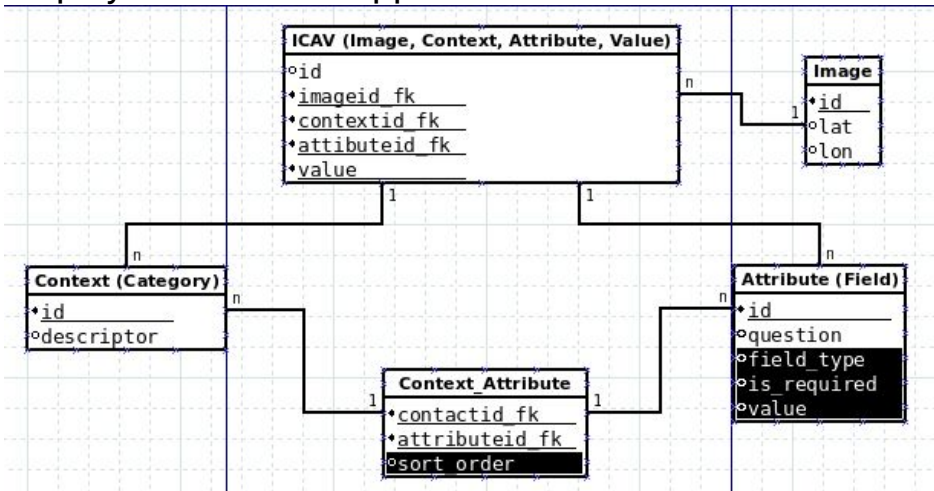 ICAV (Image, Context, Attribute, Value)
id
imageid_fk
contextid_fk
attibuteid_fk
value
n
1
Image
id
lat
lon
1
1
n
n
Context (Category)
id
descriptor
n
1
Context_Attribute
contactid_fk
attributeid_fk
sort_order
1
n
Attribute (Field)
id
question
field_type
is_required
value